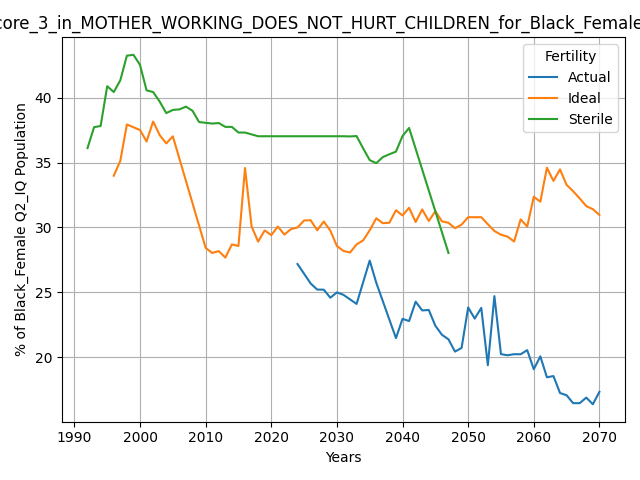 core_3_in_MOTHER_WORKING_DOES_NOT_HURT_CHILDREN_for_Black_Female
Fertility
Actual
Ideal
Sterile
% of Black_Female Q2_IQ Population
40
35
30
25
20
1990 2000 2010 2020 2030 2040 2050 2060 2070
Years